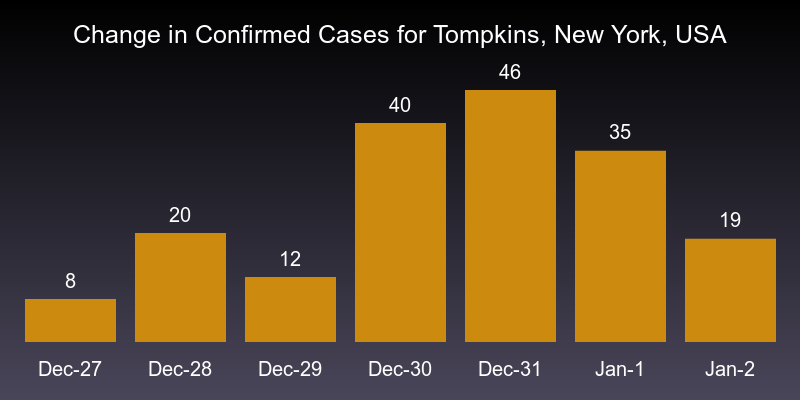 Change in Confirmed Cases for Tompkins, New York, USA
8
20
12
40
46
35
19
Dec-27
Dec-28
Dec-29
Dec-30
Dec-31
Jan-1
Jan-2